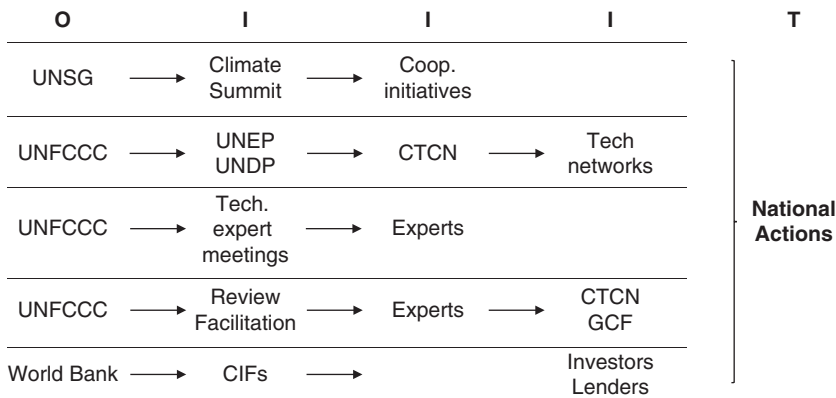 O I I I T
UNSG Climate Summit Coop. initiatives
UNFCCC UNEP UNDP CTCN Tech networks
UNFCCC Tech. expert meetings Experts
National Actions
UNFCCC Review Facilitation Experts CTCN GCF
World Bank CIFs Investors Lenders